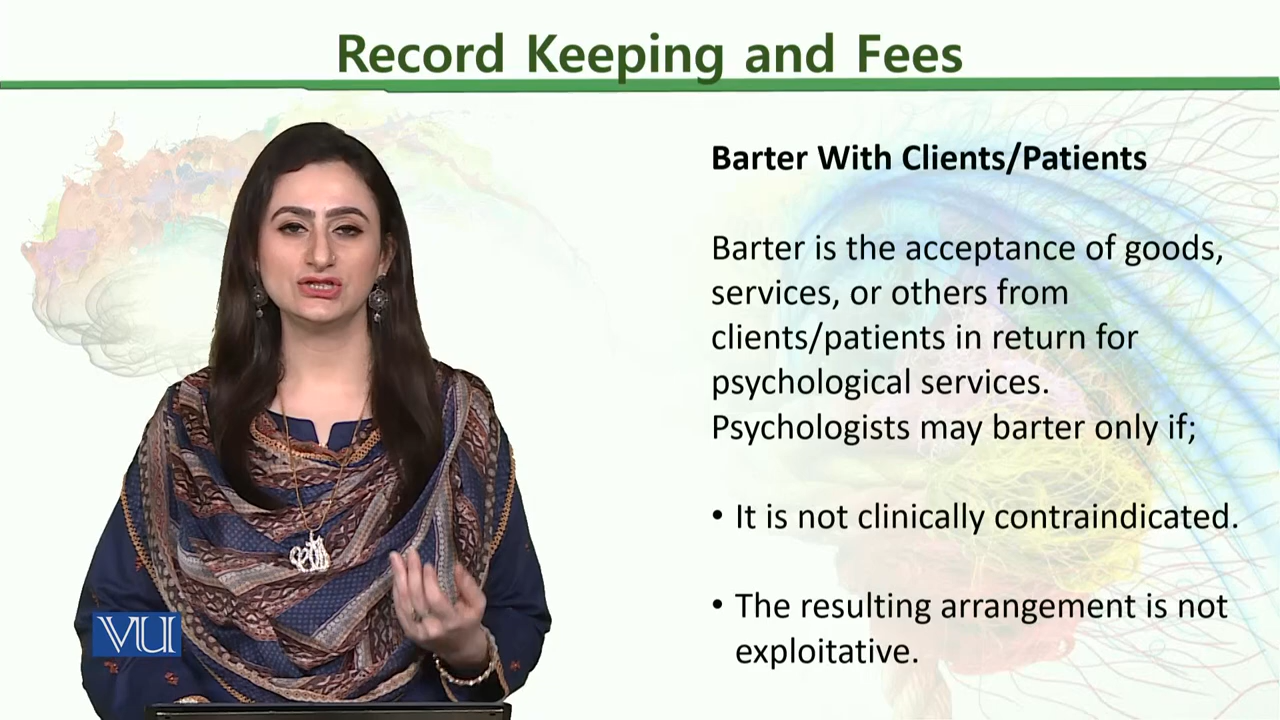 Record Keeping and Fees
Barter With Clients/Patients
Barter is the acceptance of goods,
services, or others from
clients/patients in return for
psychological services.
Psychologists may barter only if;
• It is not clinically contraindicated.
• The resulting arrangement is not
exploitative.
VU